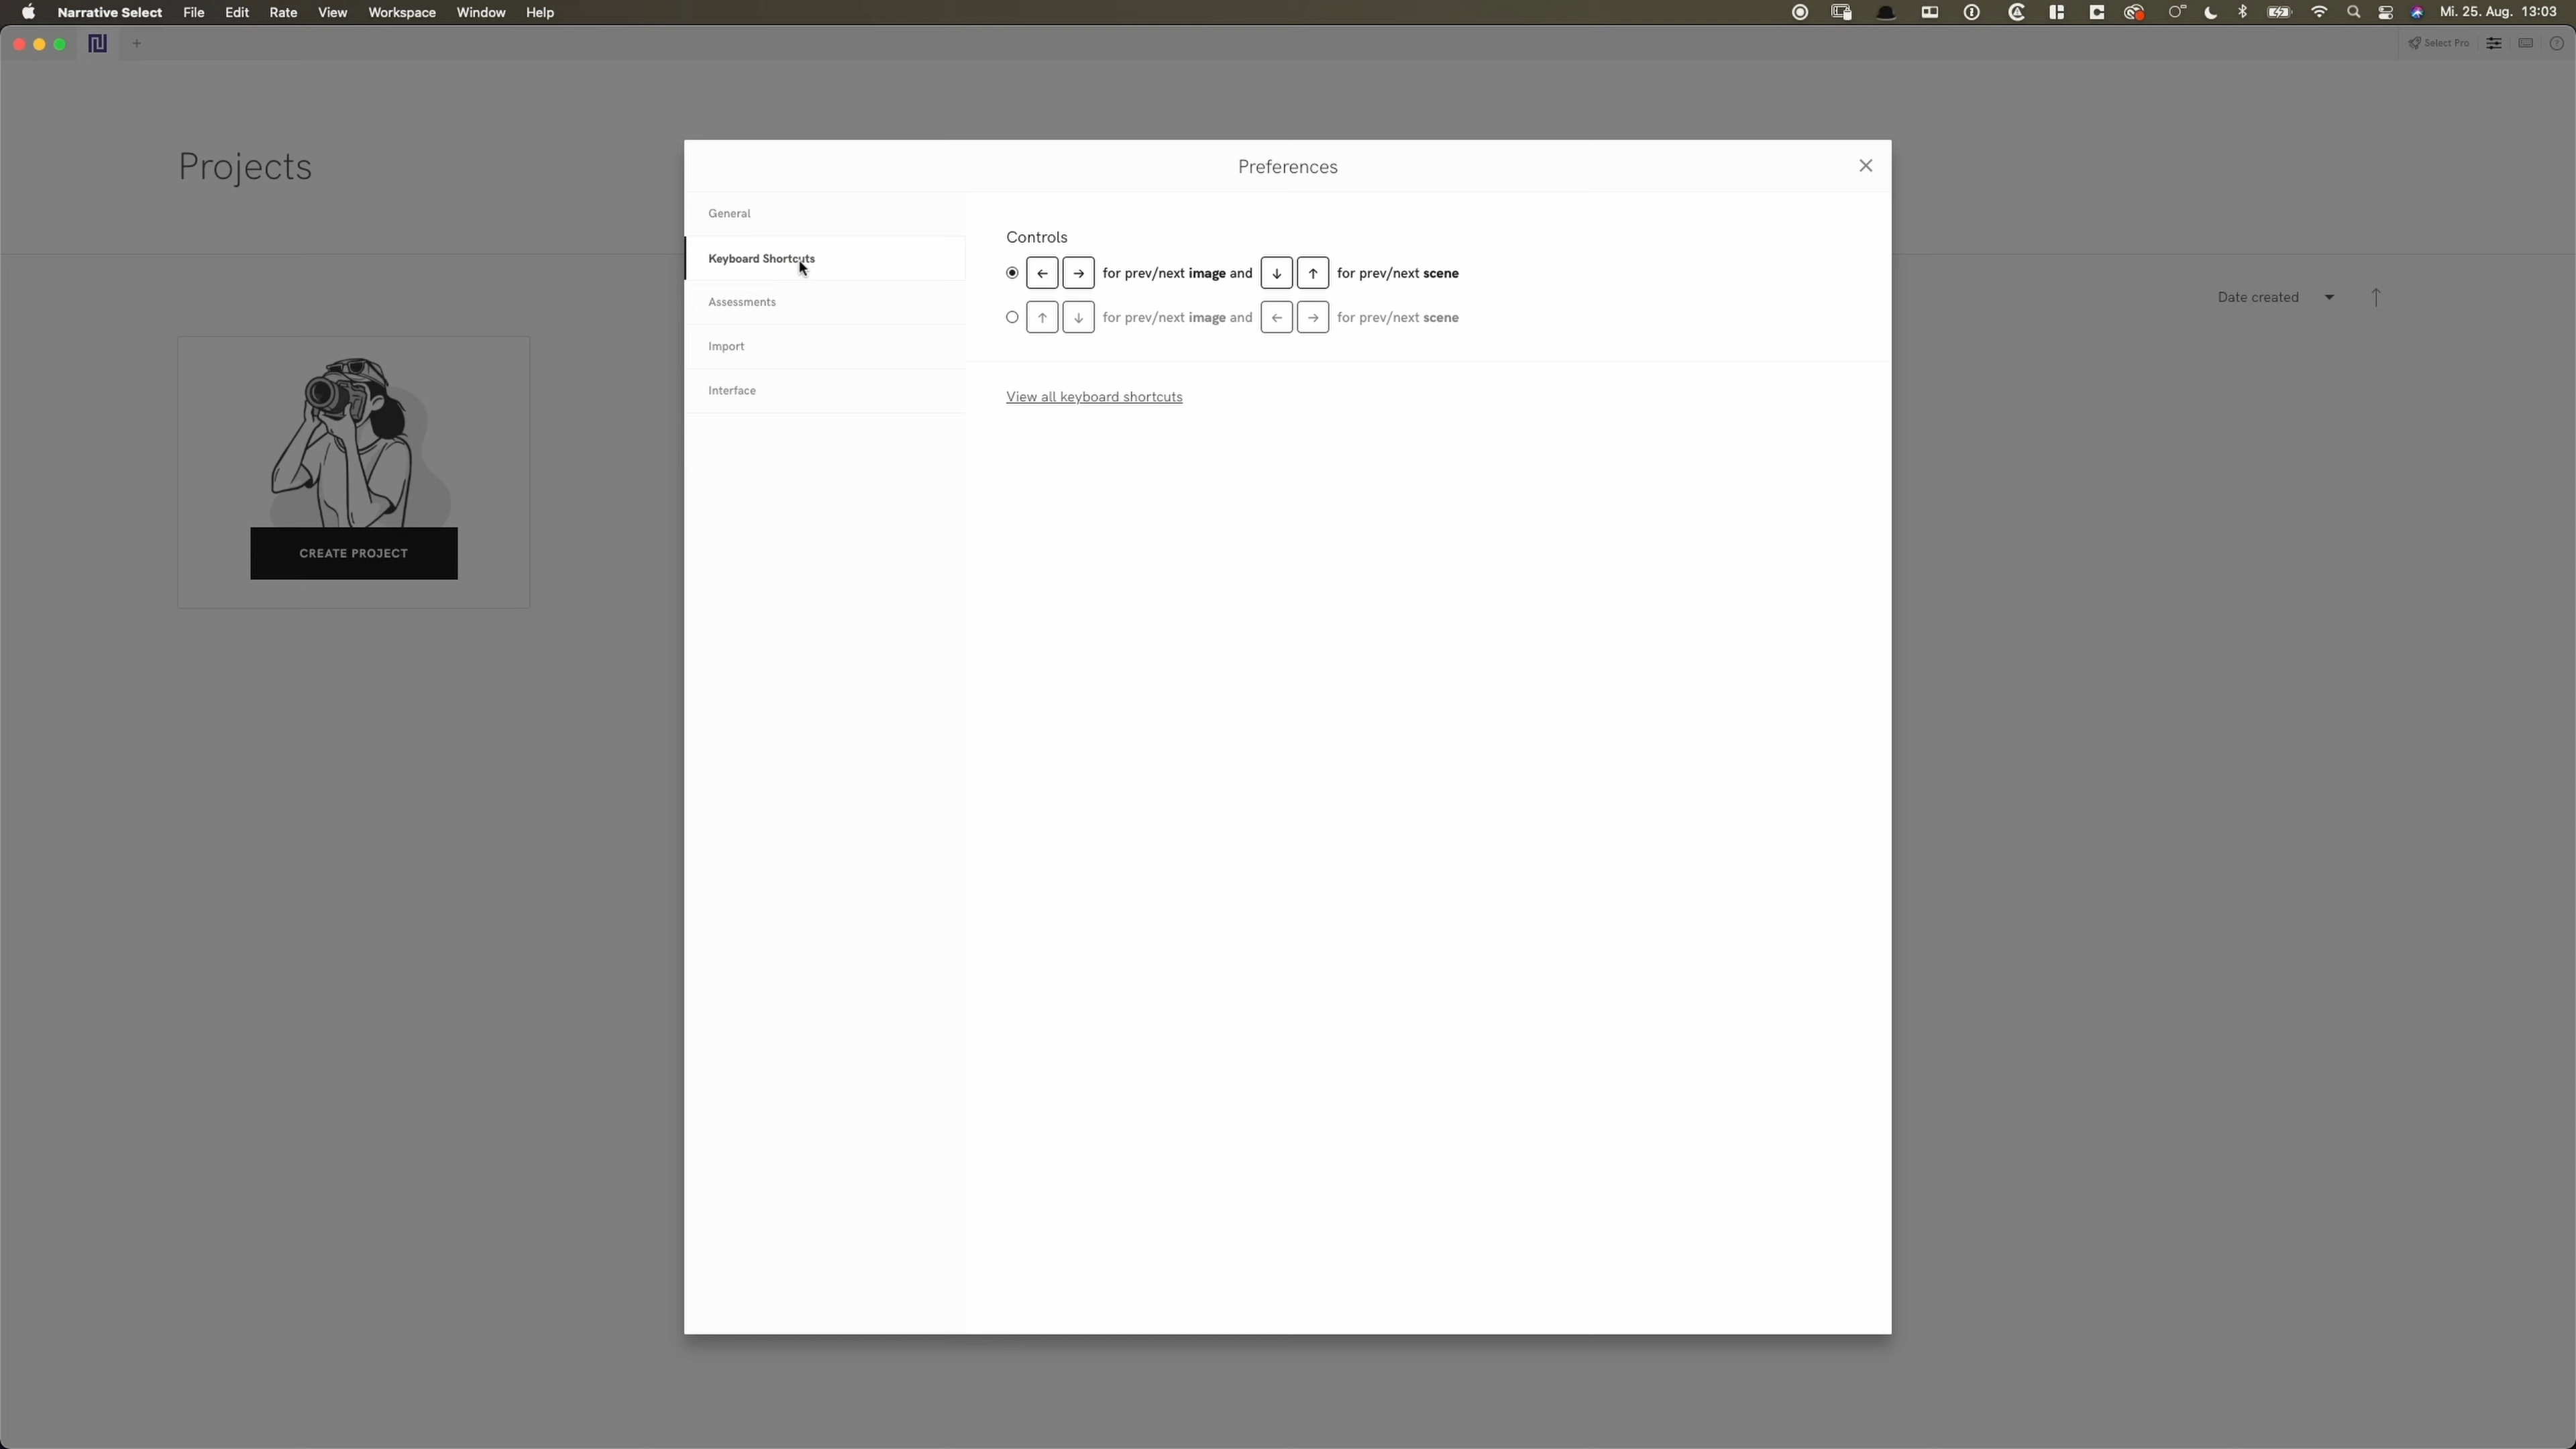 Narrative Select File Edit Rate View Workspace Window Help Mi. 25. Aug. 13:03
Select Pro
Projects
Preferences
General
Keyboard Shortcuts
Assessments
Import
Interface
Controls
← → for prev/next image and ↓ ↑ for prev/next scene
↑ ↓ for prev/next image and ← → for prev/next scene
View all keyboard shortcuts
Date created
CREATE PROJECT